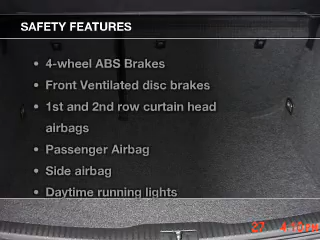 SAFETY FEATURES
• 4-wheel ABS Brakes
• Front Ventilated disc brakes
• 1st and 2nd row curtain head
airbags
• Passenger Airbag
• Side airbag
• Daytime running lights
27 4:10PM